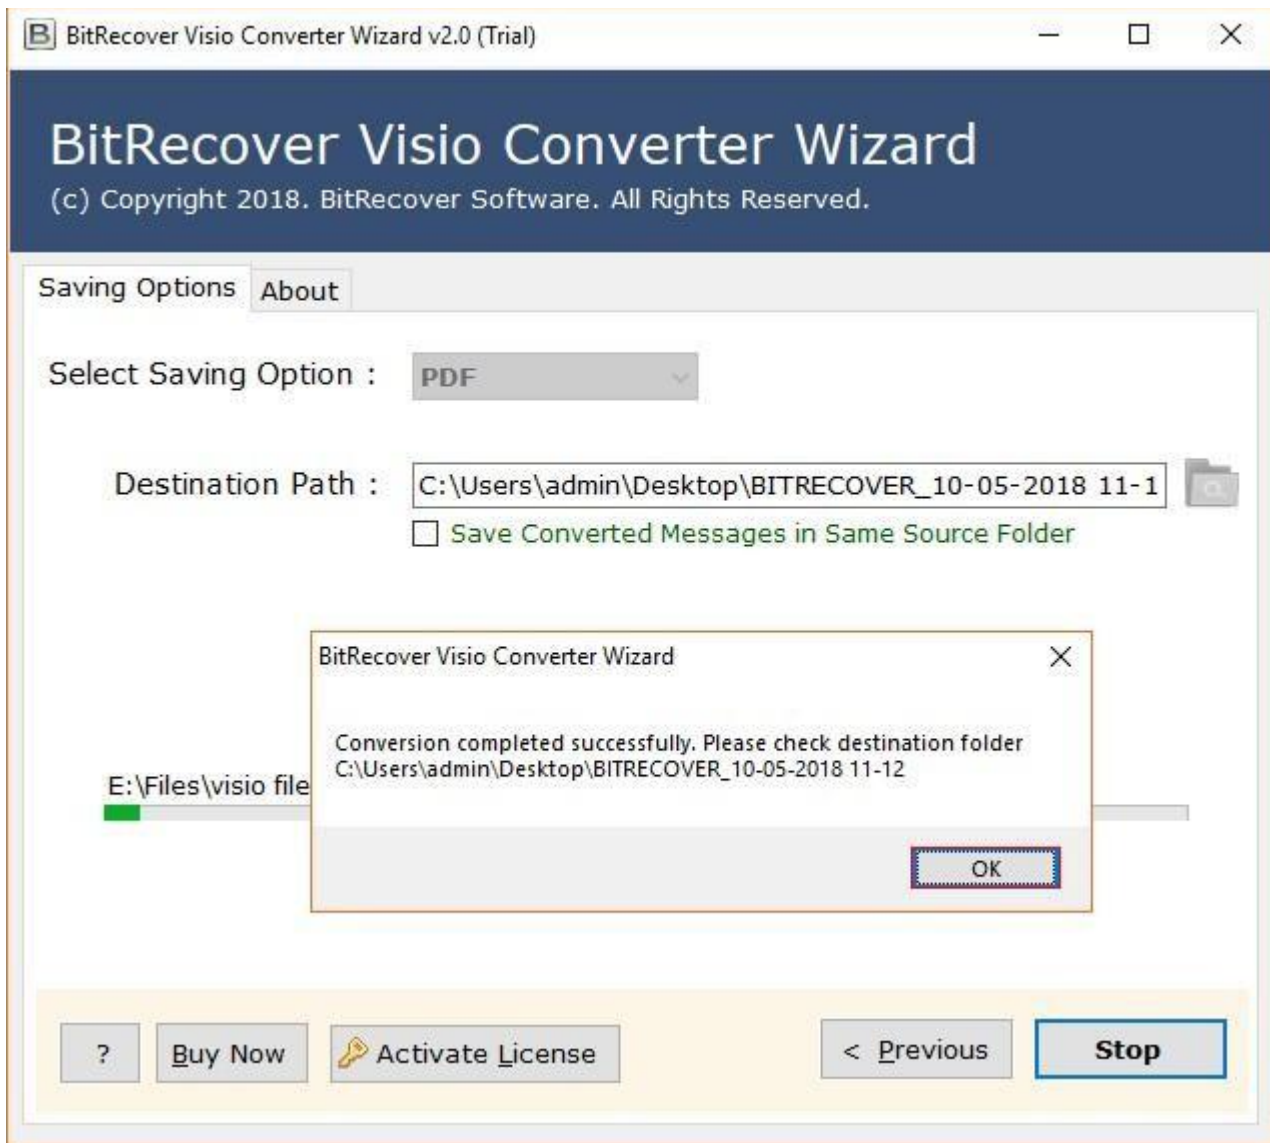 BitRecover Visio Converter Wizard v2.0 (Trial)
BitRecover Visio Converter Wizard
(c) Copyright 2018. BitRecover Software. All Rights Reserved.
Saving Options About
Select Saving Option : PDF
Destination Path : C:\Users\admin\Desktop\BITRECOVER_10-05-2018 11-1
Save Converted Messages in Same Source Folder
BitRecover Visio Converter Wizard
Conversion completed successfully. Please check destination folder
C:\Users\admin\Desktop\BITRECOVER_10-05-2018 11-12
E:\Files\visio file
OK
? Buy Now Activate License < Previous Stop